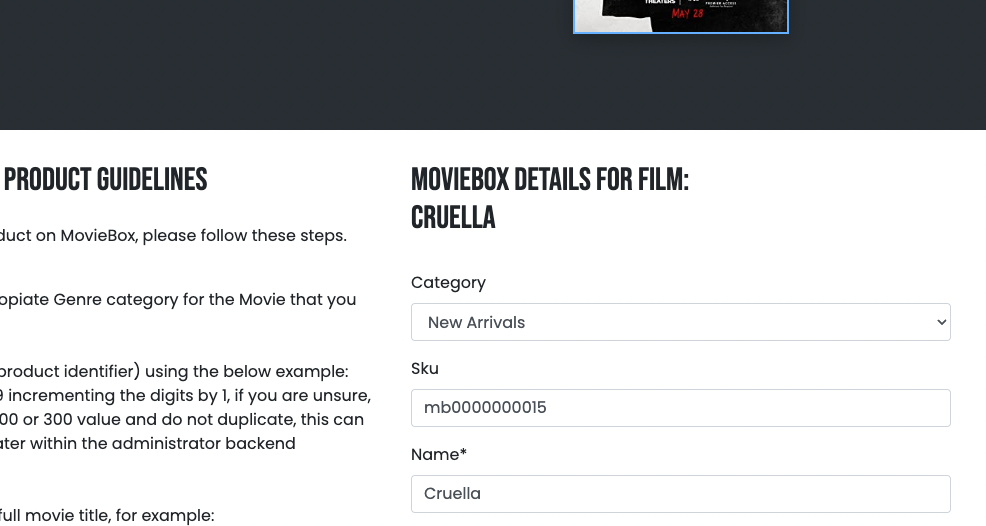 THEATERS
MAY 28
PRODUCT GUIDELINES
duct on MovieBox, please follow these steps.
opiate Genre category for the Movie that you
product identifier) using the below example:
9 incrementing the digits by 1, if you are unsure,
00 or 300 value and do not duplicate, this can
ater within the administrator backend
full movie title, for example:
MOVIEBOX DETAILS FOR FILM:
CRUELLA
Category
New Arrivals
Sku
mb0000000015
Name*
Cruella